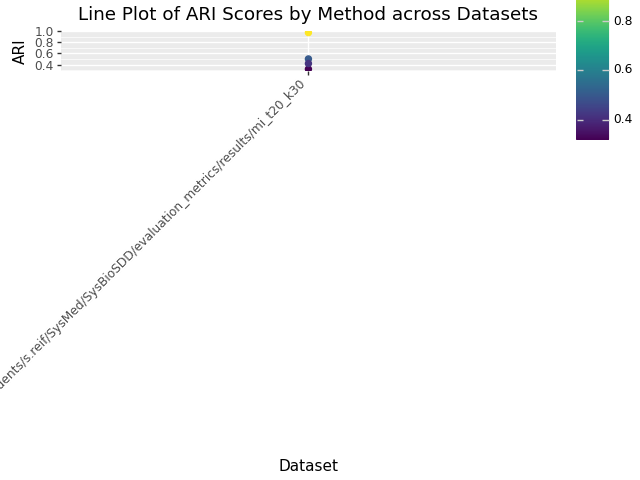 Line Plot of ARI Scores by Method across Datasets
ARI
1.0
0.8
0.6
0.4
dents/s.reif/SysMed/SysBioSDD/evaluation_metrics/results/mi_t20_k30
Dataset
0.8
0.6
0.4